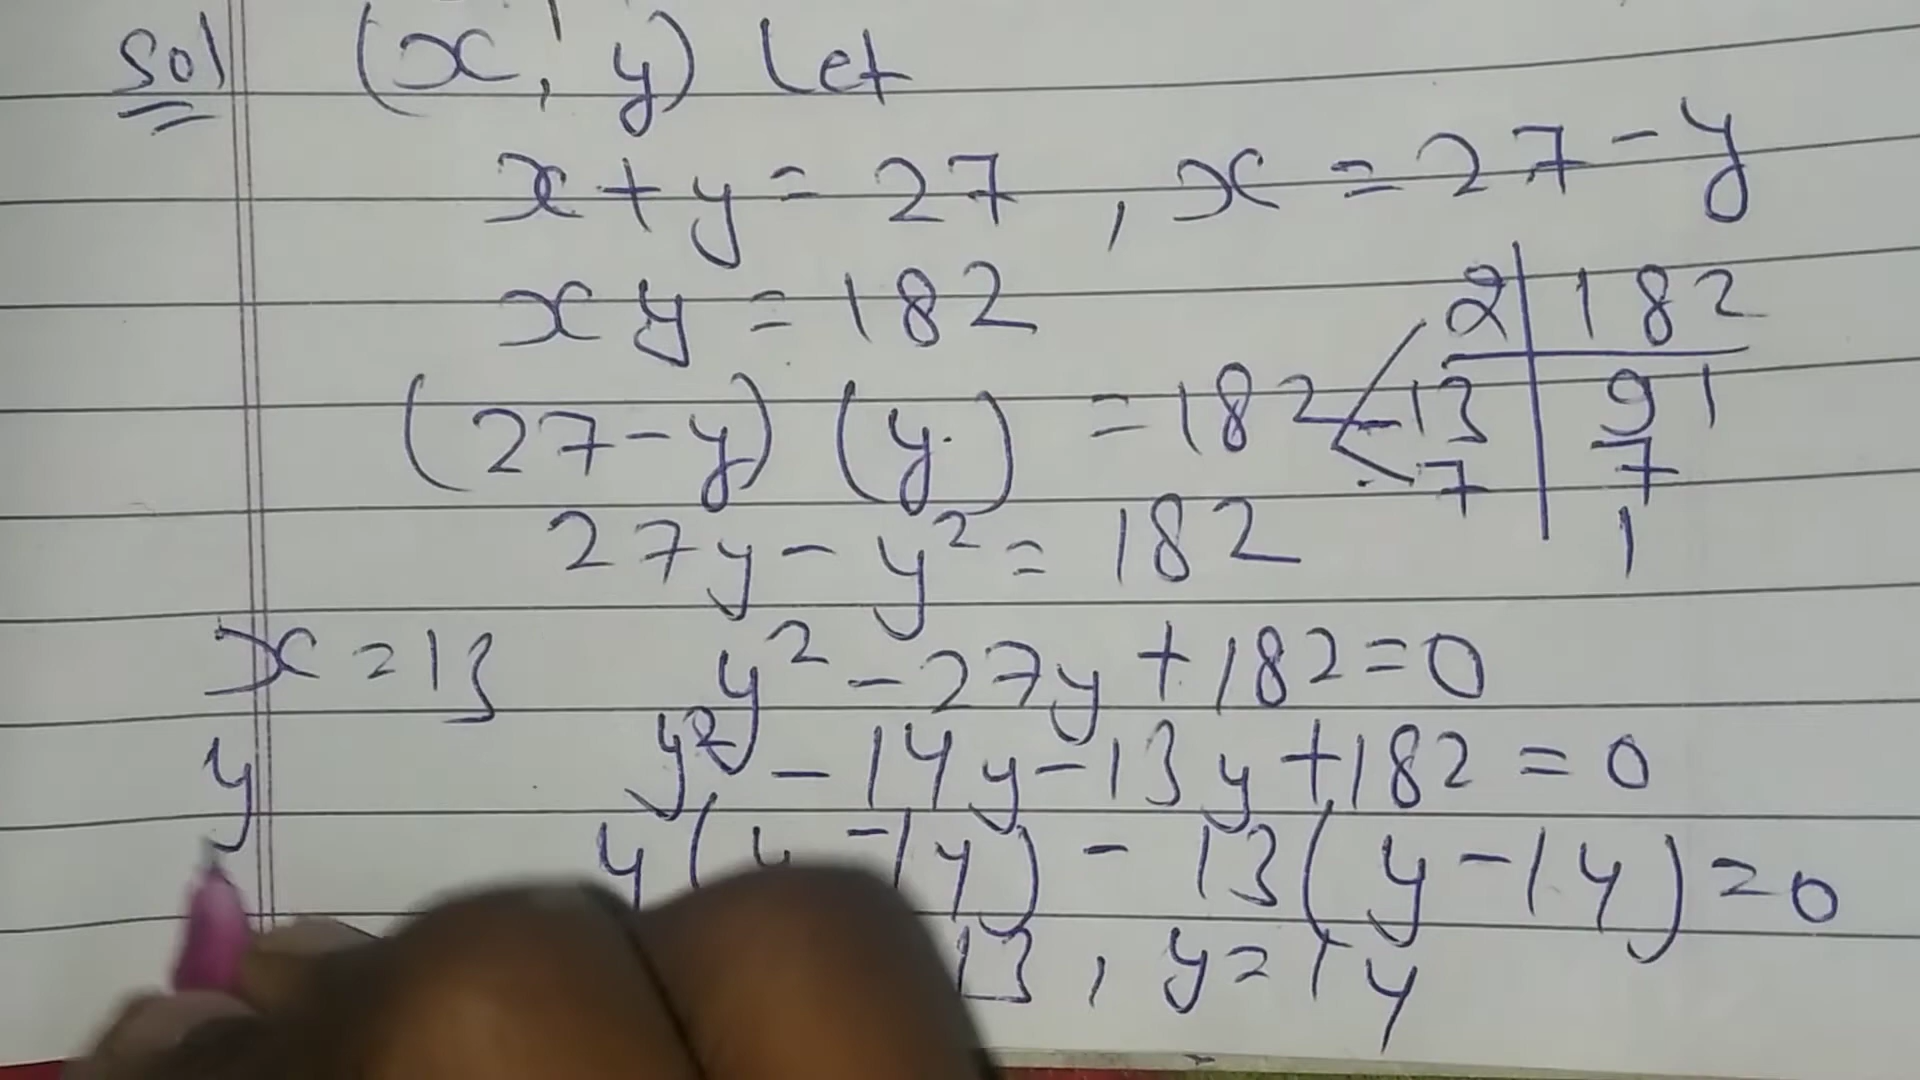 Sol (x, y) Let
x + y = 27 , x = 27 - y
xy = 182
2 | 182
(27-y) (y) = 182
13 | 91
7 | 7
1
27y - y² = 182
x = 13
y² - 27y + 182 = 0
y
y² - 14y - 13y + 182 = 0
y(y - 14) - 13(y - 14) = 0
13 , y = 14